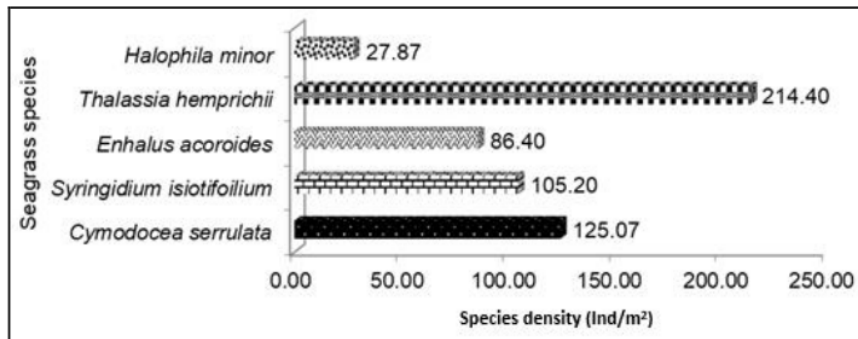 Seagrass species
Halophila minor
27.87
Thalassia hemprichii
214.40
Enhalus acoroides
86.40
Syringidium isiotifoilium
105.20
Cymodocea serrulata
125.07
0.00 50.00 100.00 150.00 200.00 250.00
Species density (Ind/m²)